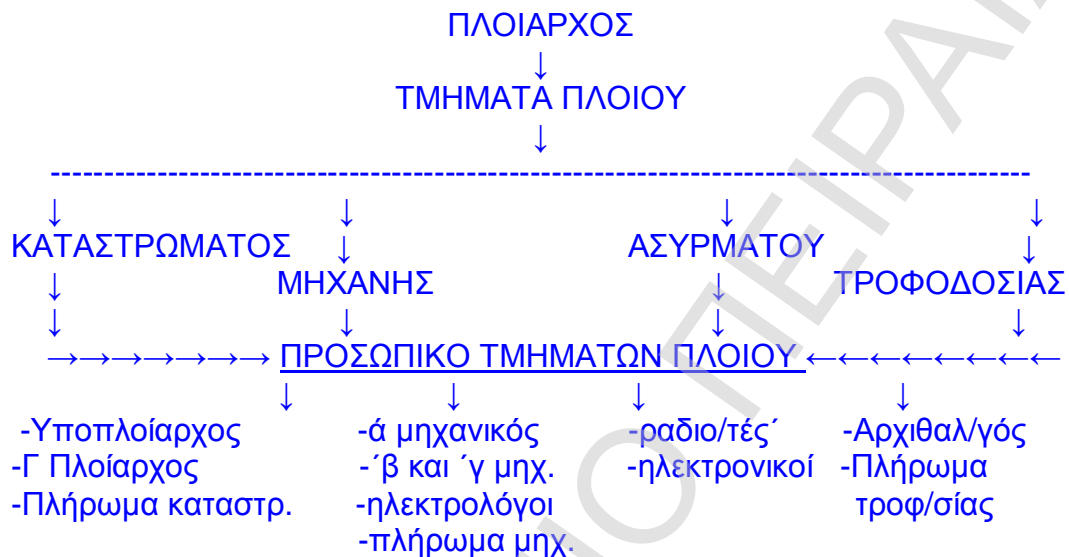 ΠΛΟΙΑΡΧΟΣ
↓
ΤΜΗΜΑΤΑ ΠΛΟΙΟΥ
↓
-------------------------------------------------------------------------------------------
↓ ↓ ↓ ↓
ΚΑΤΑΣΤΡΩΜΑΤΟΣ ↓ ΑΣΥΡΜΑΤΟΥ ↓
↓ ΜΗΧΑΝΗΣ ↓ ΤΡΟΦΟΔΟΣΙΑΣ
↓ ↓ ↓ ↓
→→→→→→→ ΠΡΟΣΩΠΙΚΟ ΤΜΗΜΑΤΩΝ ΠΛΟΙΟΥ ←←←←←←←←
↓ ↓ ↓ ↓
-Υποπλοίαρχος -ά μηχανικός -ραδιο/τές΄ -Αρχιθαλ/γός
-Γ Πλοίαρχος -΄β και ΄γ μηχ. -ηλεκτρονικοί -Πλήρωμα
-Πλήρωμα καταστρ. -ηλεκτρολόγοι τροφ/σίας
-πλήρωμα μηχ.
ΠΕΙΡΑΙ